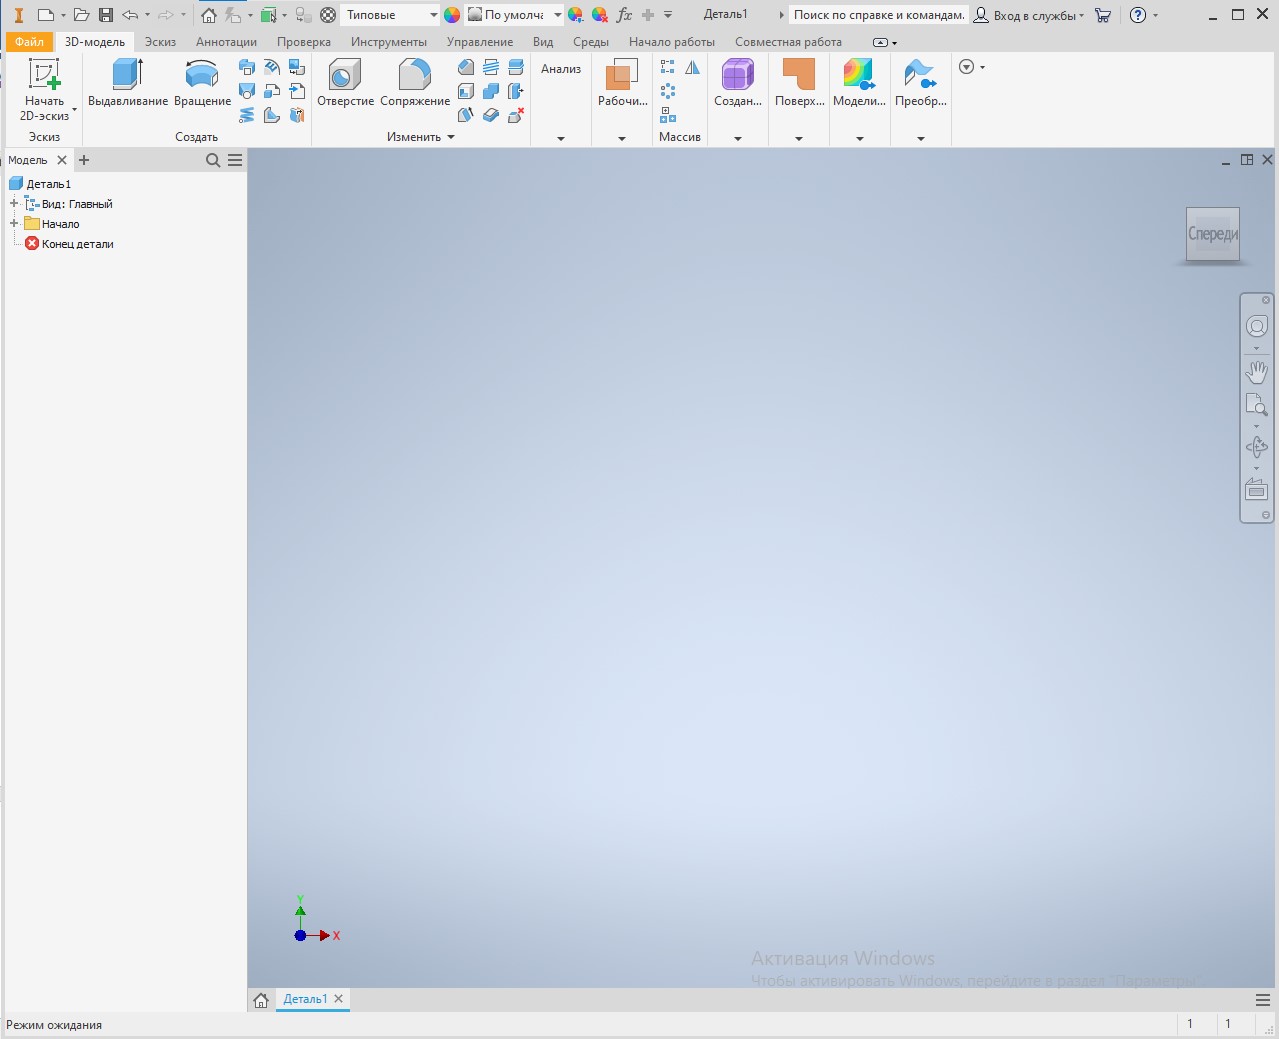 Типовые
По умолча
fx
Деталь1
Поиск по справке и командам.
Вход в службы
Файл
3D-модель
Эскиз
Аннотации
Проверка
Инструменты
Управление
Вид
Среды
Начало работы
Совместная работа
Начать
2D-эскиз
Выдавливание
Вращение
Отверстие
Сопряжение
Анализ
Рабочи...
Создан...
Поверх...
Модели...
Преобр...
Эскиз
Создать
Изменить
Массив
Модель
Деталь1
Вид: Главный
Начало
Конец детали
Спереди
Y
X
Активация Windows
Чтобы активировать Windows, перейдите в раздел "Параметры".
Деталь1
Режим ожидания
1
1